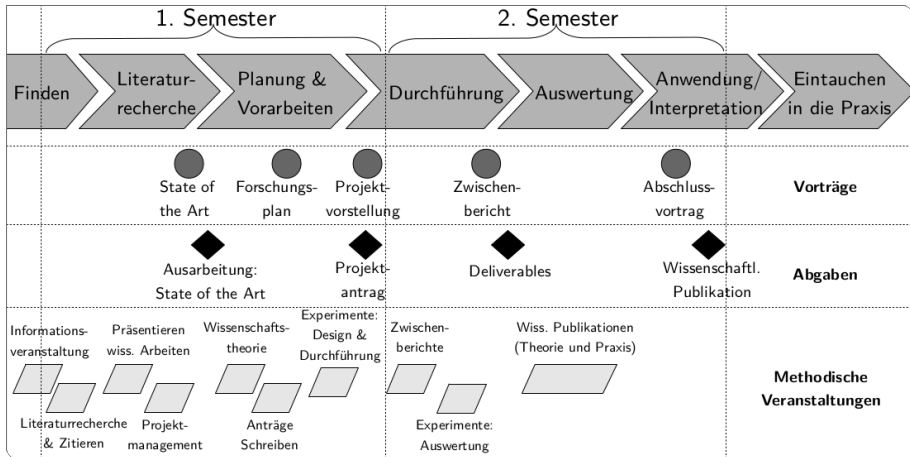 1. Semester
2. Semester
Finden
Literatur-
recherche
Planung &
Vorarbeiten
Durchführung
Auswertung
Anwendung/
Interpretation
Eintauchen
in die Praxis
State of
the Art
Forschungs-
plan
Projekt-
vorstellung
Zwischen-
bericht
Abschluss-
vortrag
Vorträge
Ausarbeitung:
State of the Art
Projekt-
antrag
Deliverables
Wissenschaftl.
Publikation
Abgaben
Informations-
veranstaltung
Präsentieren
wiss. Arbeiten
Wissenschafts-
theorie
Experimente:
Design &
Durchführung
Zwischen-
berichte
Wiss. Publikationen
(Theorie und Praxis)
Literaturrecherche
& Zitieren
Projekt-
management
Anträge
Schreiben
Experimente:
Auswertung
Methodische
Veranstaltungen